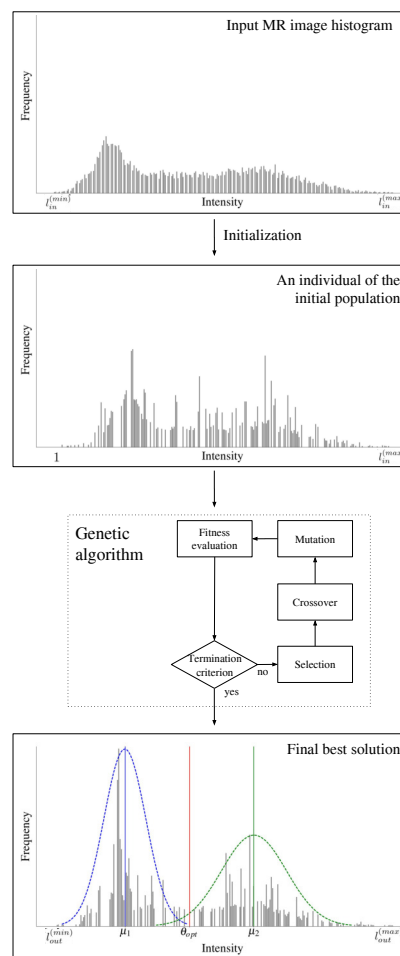 Input MR image histogram
Frequency
l_in^(min)
Intensity
l_in^(max
Initialization
An individual of the
initial population
Frequency
1
Intensity
l_in^(max
Genetic
algorithm
Fitness
evaluation
Mutation
Crossover
Termination
criterion
no
Selection
yes
Final best solution
Frequency
l_out^(min)
μ1
θopt
μ2
l_out^(max
Intensity